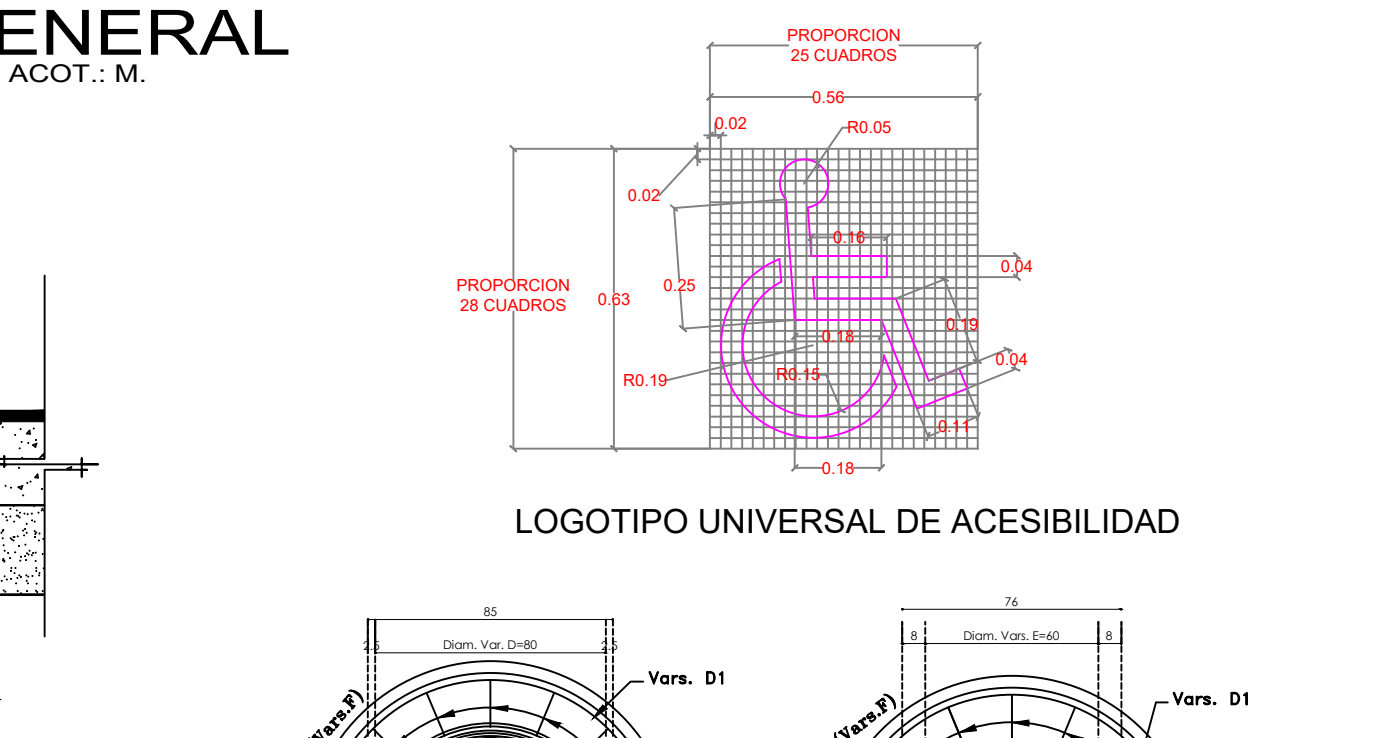 ENERAL
ACOT.: M.
PROPORCION
25 CUADROS
0.56
0.02
R0.05
0.02
0.16
0.04
PROPORCION
28 CUADROS
0.63
0.25
0.19
0.18
0.04
R0.19
R0.15
0.11
0.18
LOGOTIPO UNIVERSAL DE ACESIBILIDAD
85
2.5
Diam. Var. D=80
2.5
Vars. D1
Vars.F)
76
8
Diam. Vars. E=60
8
Vars. D1
(Vars.F)